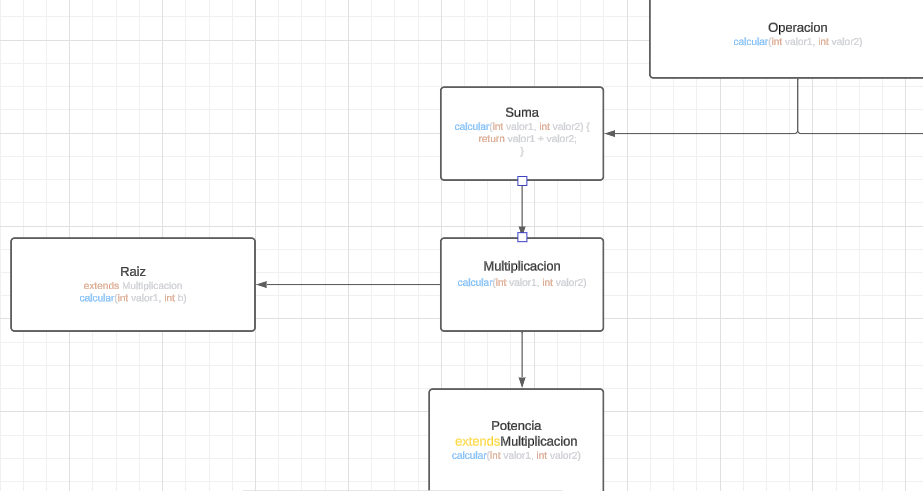 Operacion
calcular(int valor1, int valor2)
Suma
calcular(int valor1, int valor2) {
return valor1 + valor2;
}
Raiz
extends Multiplicacion
calcular(int valor1, int b)
Multiplicacion
calcular(int valor1, int valor2)
Potencia
extendsMultiplicacion
calcular(int valor1, int valor2)